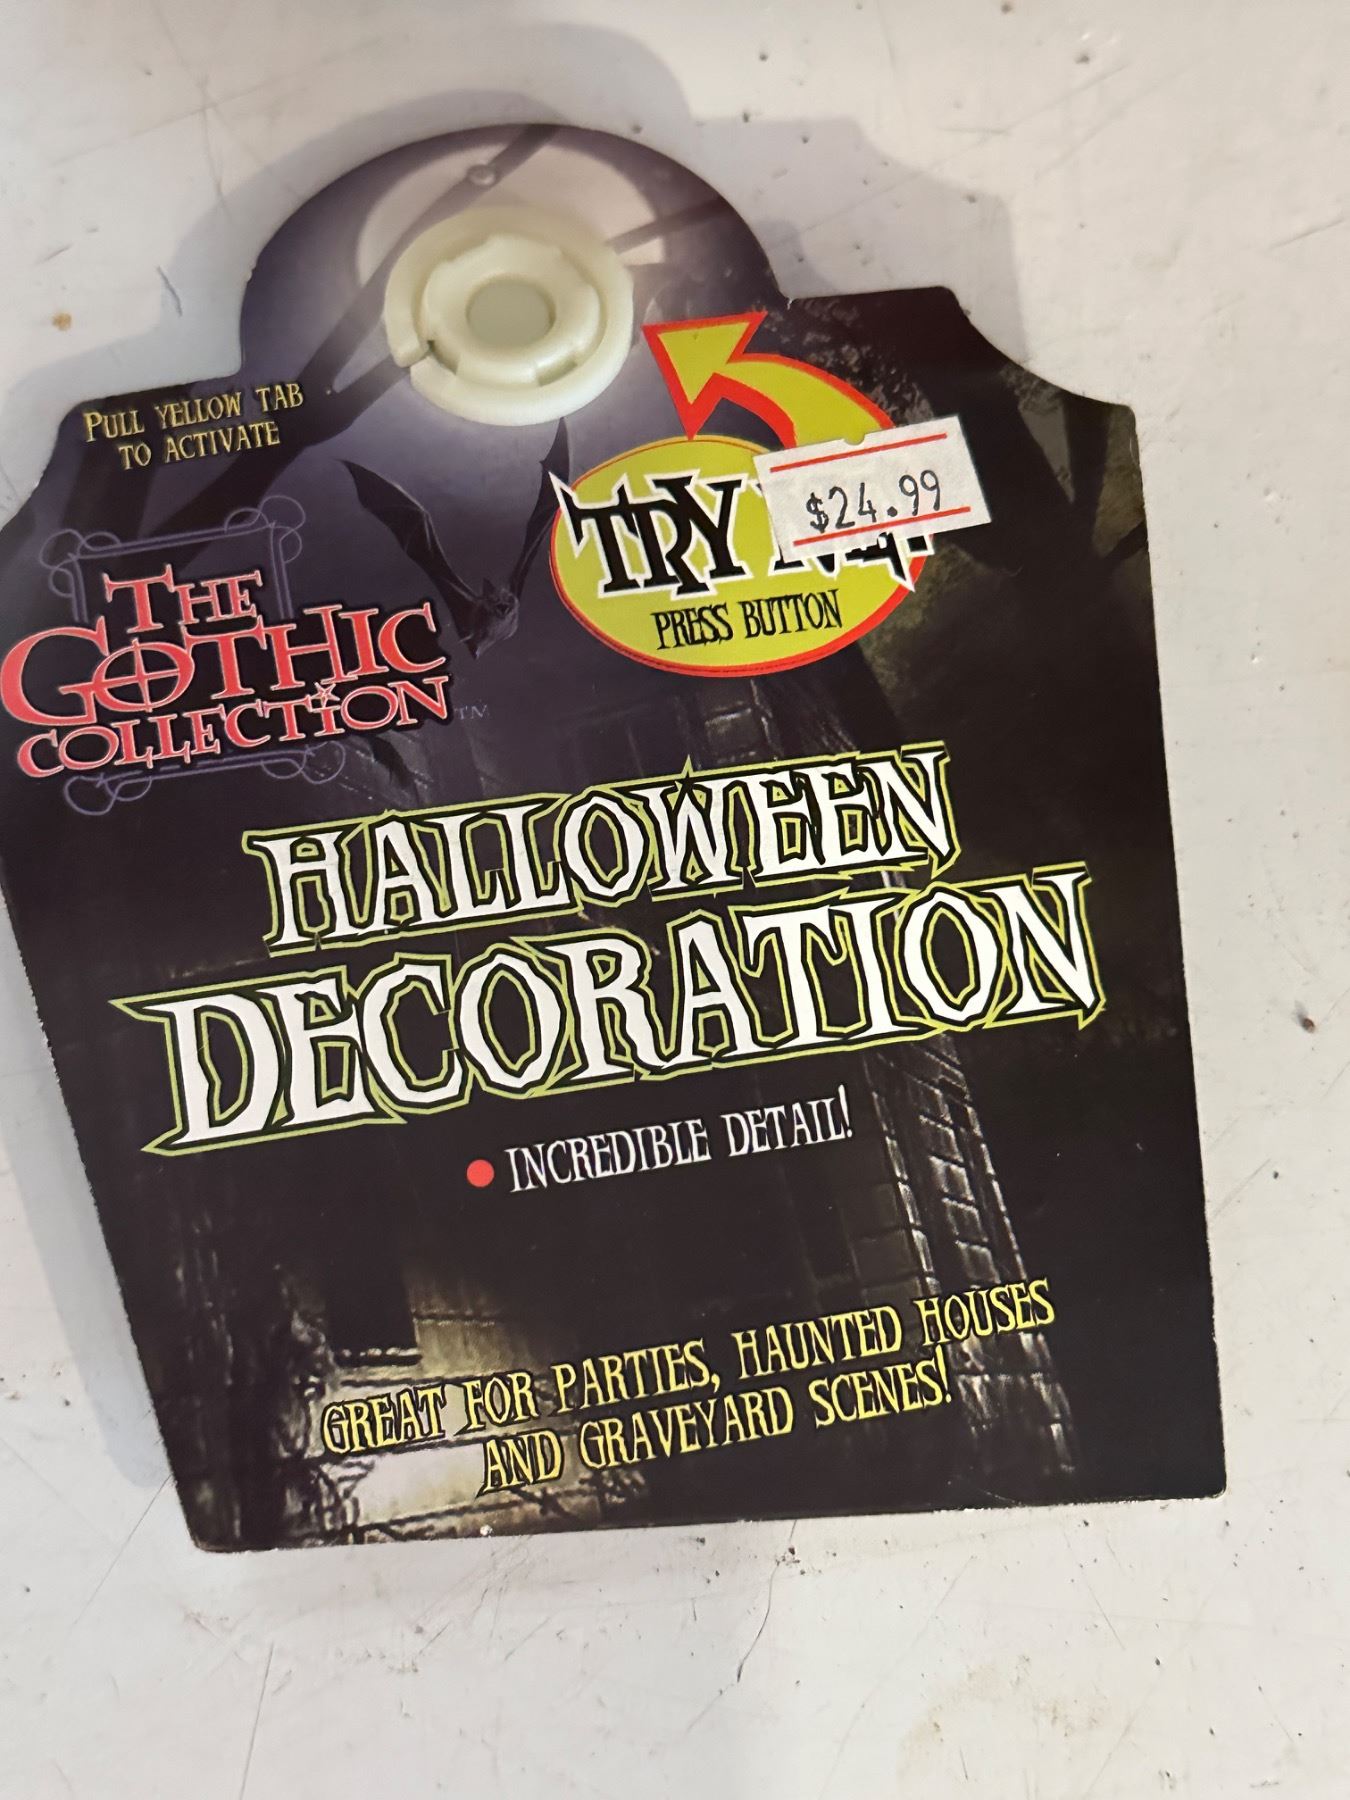 PULL YELLOW TAB
TO ACTIVATE
THE
GOTHIC
COLLECTION
TM
TRY
$24.99
PRESS BUTTON
HALLOWEEN
DECORATION
• INCREDIBLE DETAIL!
GREAT FOR PARTIES, HAUNTED HOUSES
AND GRAVEYARD SCENES!